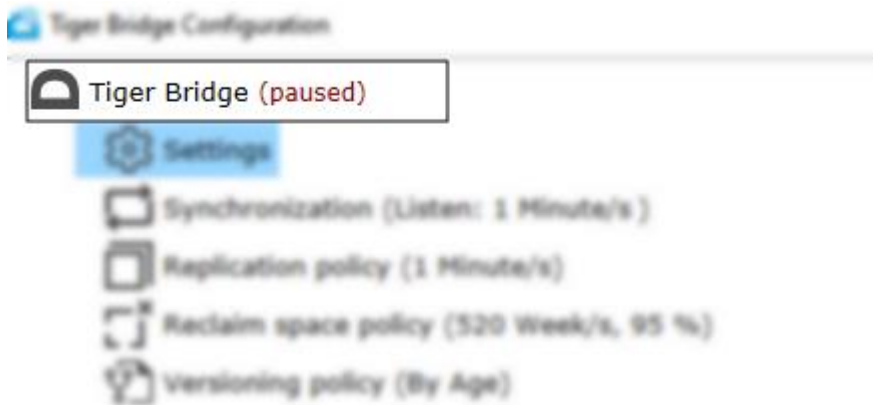 Tiger Bridge Configuration
Tiger Bridge (paused)
Settings
Synchronization (Listen: 1 Minute/s)
Replication policy (1 Minute/s)
Reclaim space policy (520 Week/s, 95 %)
Versioning policy (By Age)